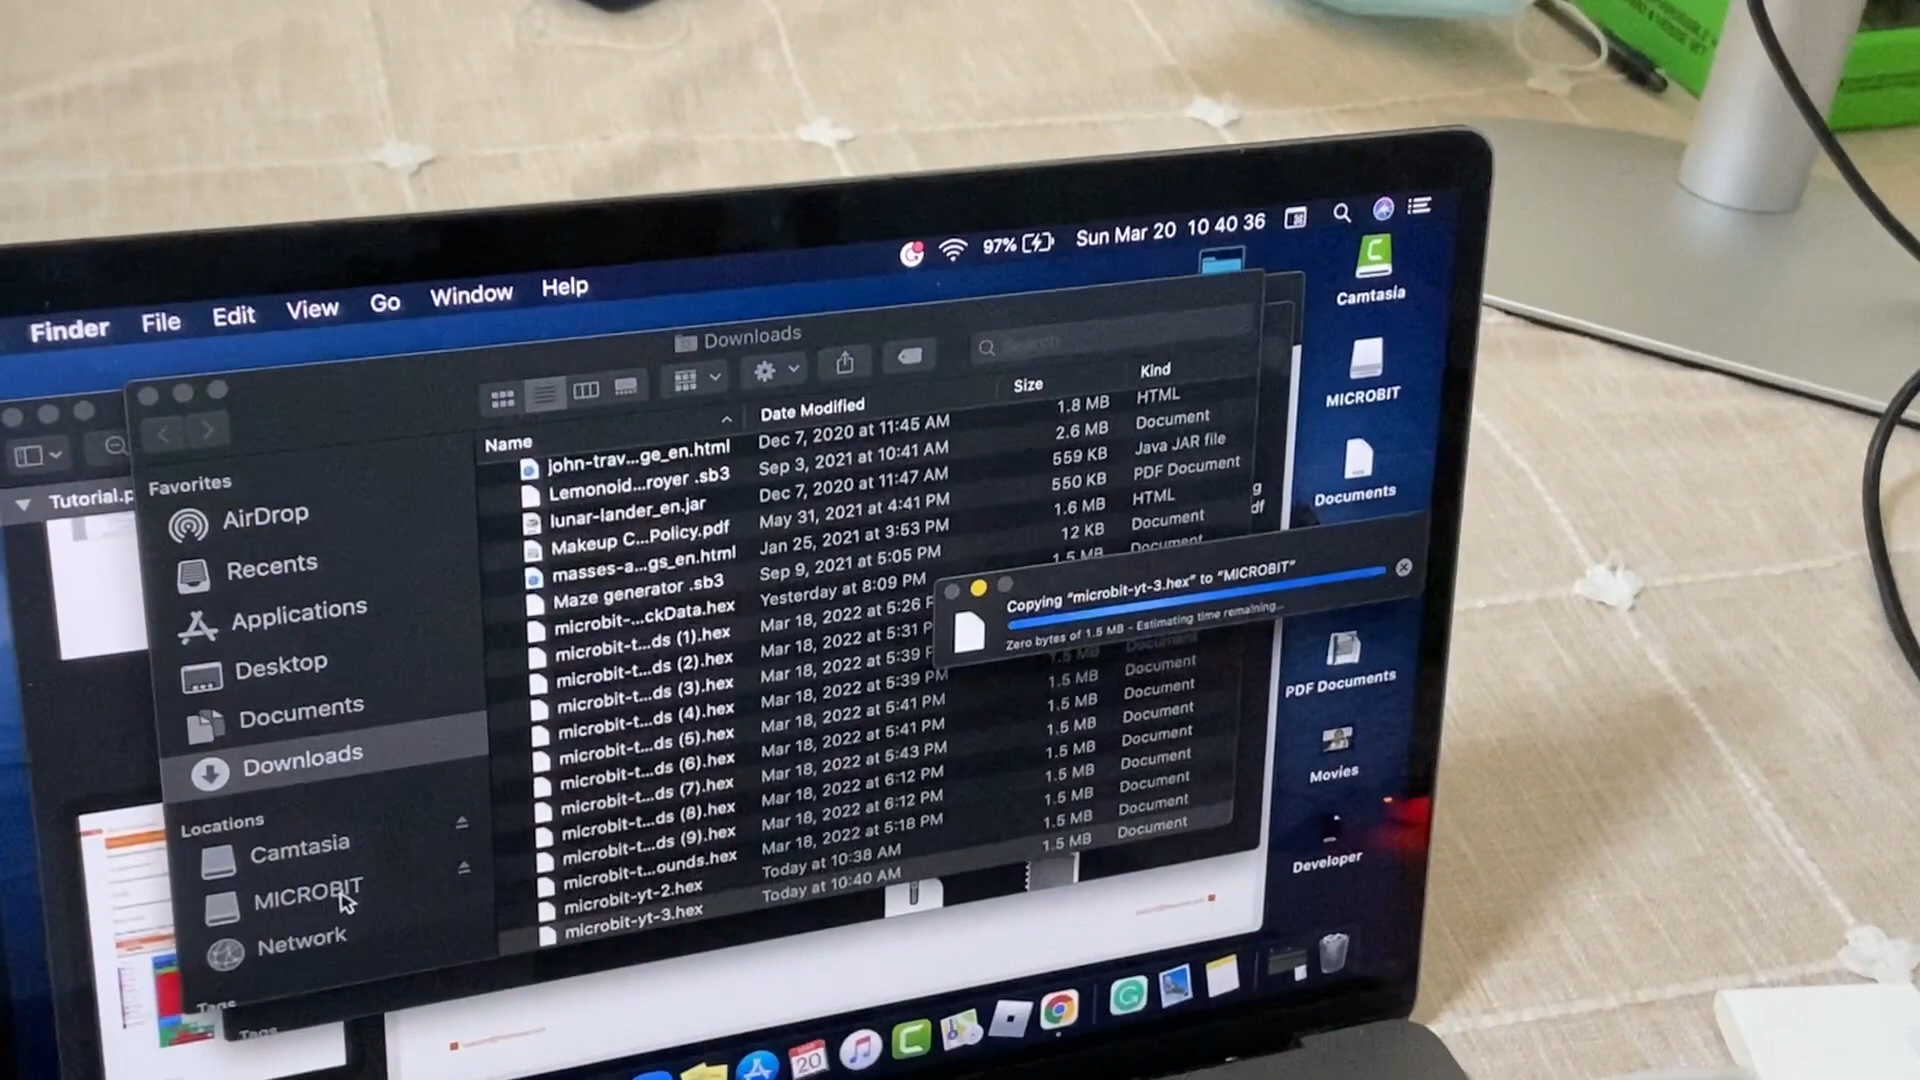 Finder File Edit View Go Window Help 97% Sun Mar 20 10 40 36
Downloads
Search
Name Date Modified Size Kind
john-trav...ge_en.html Dec 7, 2020 at 11:45 AM 1.8 MB HTML
Lemonoid...royer .sb3 Sep 3, 2021 at 10:41 AM 2.6 MB Document
lunar-lander_en.jar Dec 7, 2020 at 11:47 AM 559 KB Java JAR file
Makeup C...Policy.pdf May 31, 2021 at 4:41 PM 550 KB PDF Document
masses-a...gs_en.html Jan 25, 2021 at 3:53 PM 1.6 MB HTML
Maze generator .sb3 Sep 9, 2021 at 5:05 PM 12 KB Document
microbit-...ckData.hex Yesterday at 8:09 PM 1.5 MB Document
microbit-t...ds (1).hex Mar 18, 2022 at 5:26
microbit-t...ds (2).hex Mar 18, 2022 at 5:31
microbit-t...ds (3).hex Mar 18, 2022 at 5:39
microbit-t...ds (4).hex Mar 18, 2022 at 5:39 PM 1.5 MB Document
microbit-t...ds (5).hex Mar 18, 2022 at 5:41 PM 1.5 MB Document
microbit-t...ds (6).hex Mar 18, 2022 at 5:41 PM 1.5 MB Document
microbit-t...ds (7).hex Mar 18, 2022 at 5:43 PM 1.5 MB Document
microbit-t...ds (8).hex Mar 18, 2022 at 6:12 PM 1.5 MB Document
microbit-t...ds (9).hex Mar 18, 2022 at 6:12 PM 1.5 MB Document
microbit-t...ounds.hex Mar 18, 2022 at 5:18 PM 1.5 MB Document
microbit-yt-2.hex Today at 10:38 AM 1.5 MB Document
microbit-yt-3.hex Today at 10:40 AM 1.5 MB Document
Tutorial.p
Favorites
AirDrop
Recents
Applications
Desktop
Documents
Downloads
Locations
Camtasia
MICROBIT
Network
Tags
Tags
Copying "microbit-yt-3.hex" to "MICROBIT"
Zero bytes of 1.5 MB - Estimating time remaining...
Camtasia
MICROBIT
Documents
PDF Documents
Movies
Developer
20